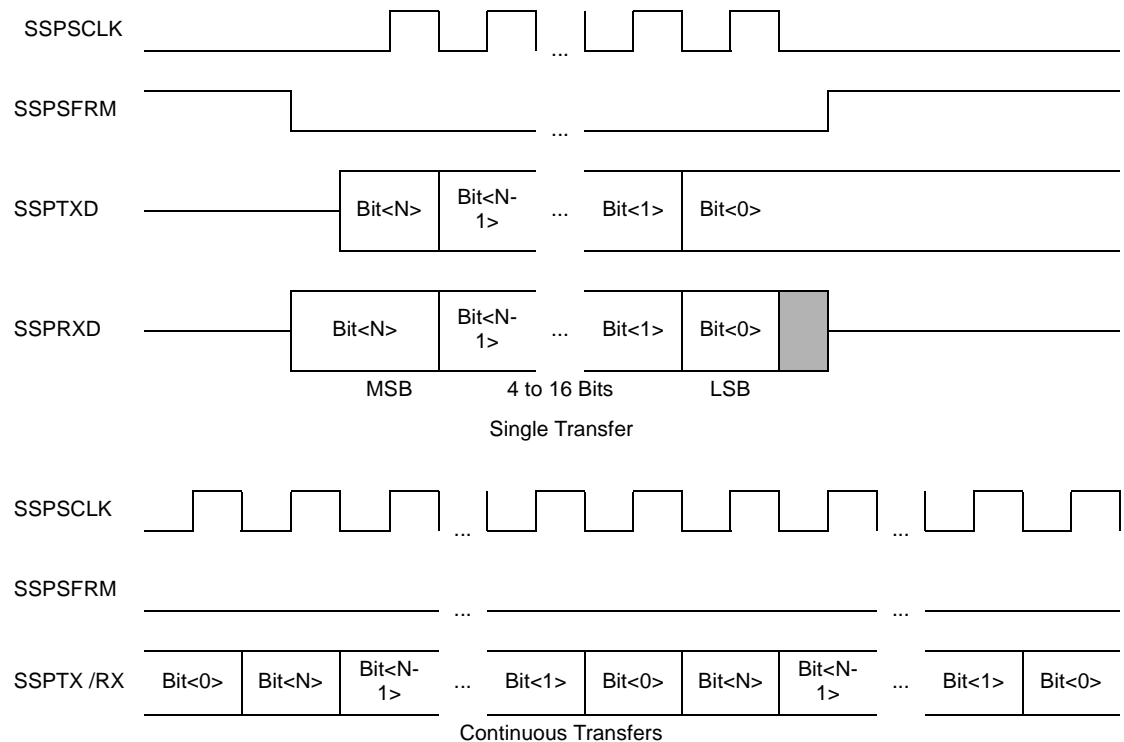 SSPSCLK
...
SSPSFRM
...
SSPTXD
Bit<N>
Bit<N-
1>
...
Bit<1>
Bit<0>
SSPRXD
Bit<N>
Bit<N-
1>
...
Bit<1>
Bit<0>
MSB
4 to 16 Bits
LSB
Single Transfer
SSPSCLK
...
...
SSPSFRM
...
...
SSPTX /RX
Bit<0>
Bit<N>
Bit<N-
1>
...
Bit<1>
Bit<0>
Bit<N>
Bit<N-
1>
...
Bit<1>
Bit<0>
Continuous Transfers